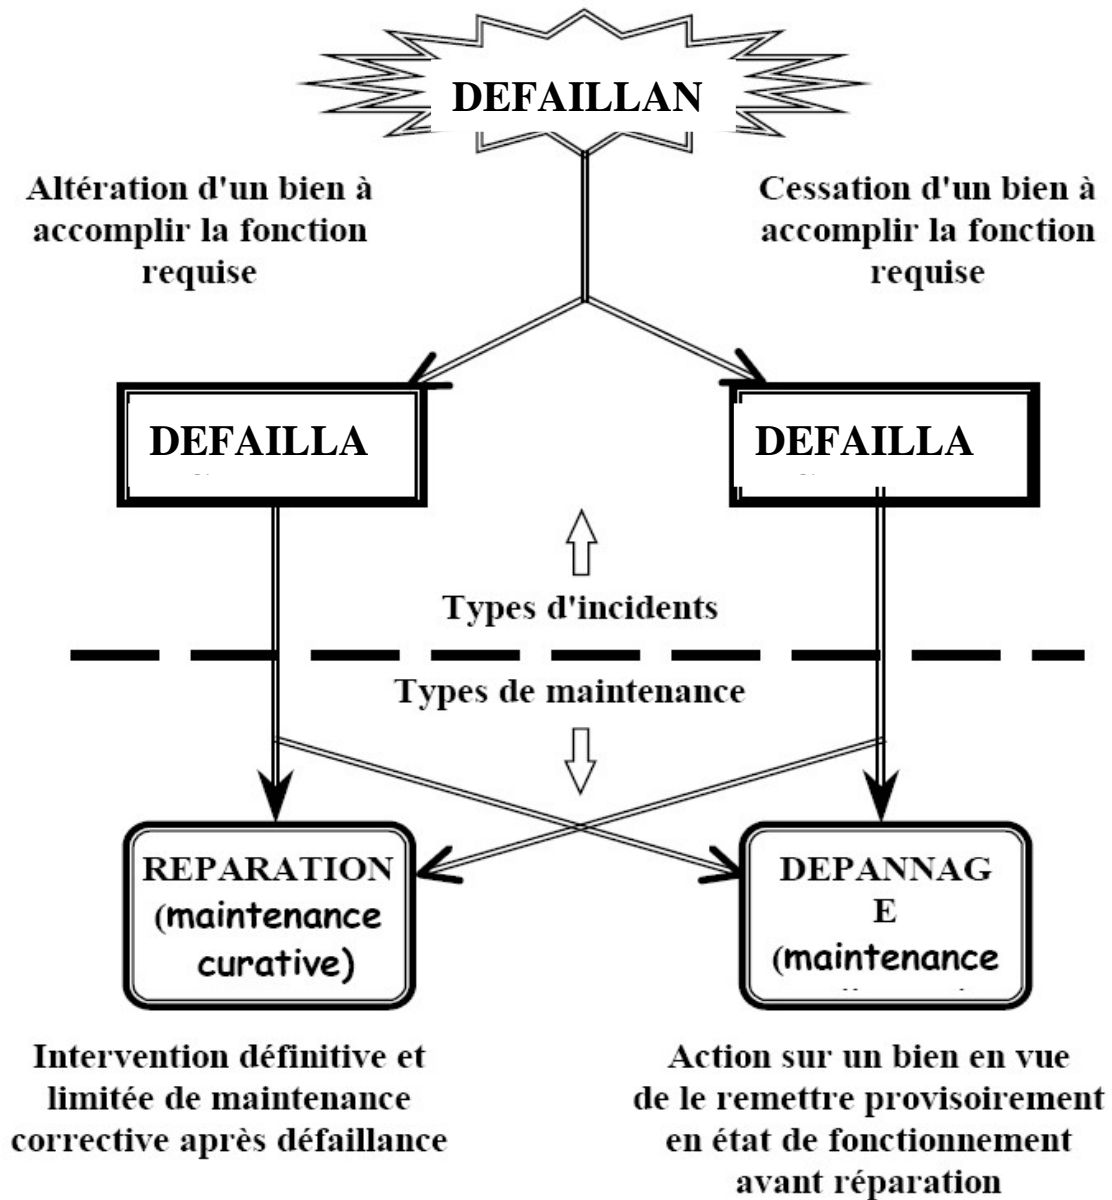 DEFAILLAN
Altération d'un bien à
accomplir la fonction
requise
Cessation d'un bien à
accomplir la fonction
requise
DEFAILLA
DEFAILLA
Types d'incidents
Types de maintenance
REPARATION
(maintenance
curative)
DEPANNAG
E
(maintenance
Intervention définitive et
limitée de maintenance
corrective après défaillance
Action sur un bien en vue
de le remettre provisoirement
en état de fonctionnement
avant réparation